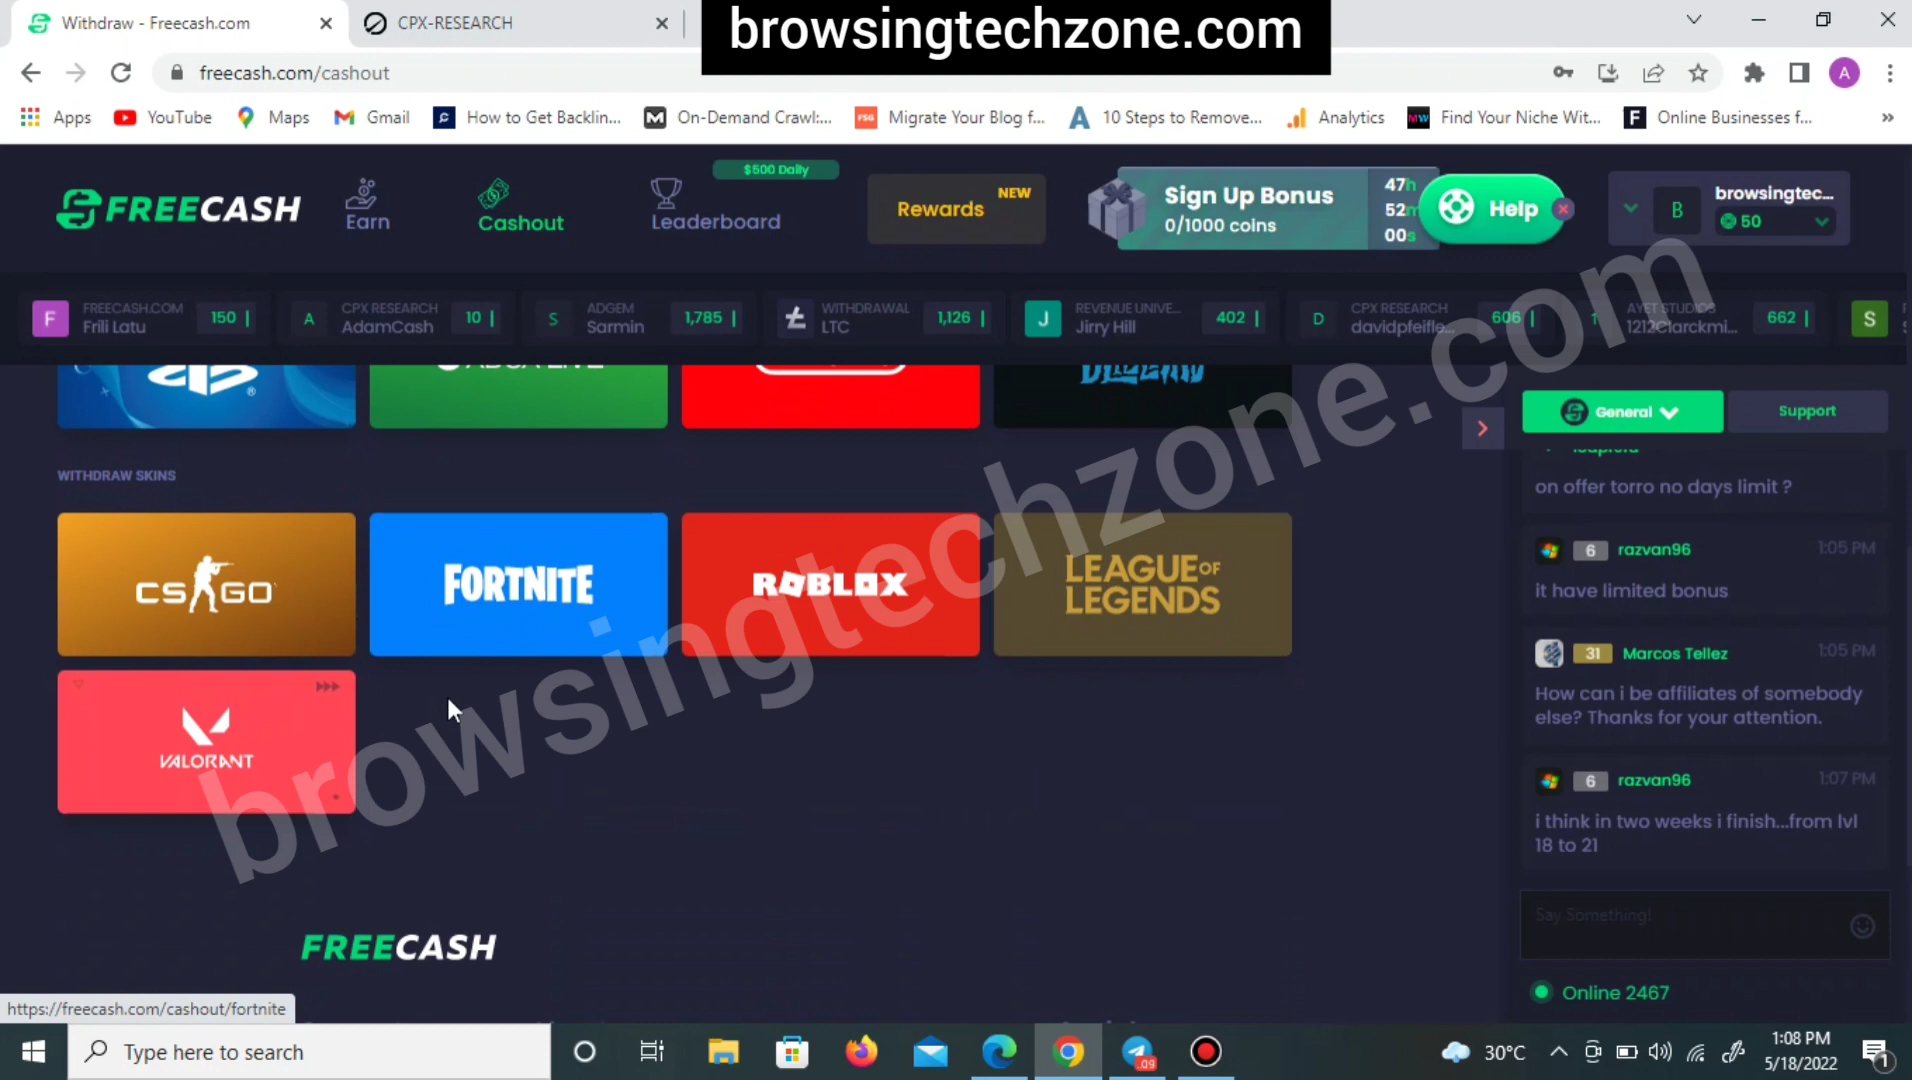 Withdraw - Freecash.com
CPX-RESEARCH
browsingtechzone.com
freecash.com/cashout
A
Apps
YouTube
Maps
Gmail
How to Get Backlin...
On-Demand Crawl:...
Migrate Your Blog f...
10 Steps to Remove...
Analytics
Find Your Niche Wit...
Online Businesses f...
FREECASH
Earn
Cashout
$500 Daily
Leaderboard
Rewards
NEW
Sign Up Bonus
0/1000 coins
47h
52m
00s
Help
B
browsingtec...
50
F
FREECASH.COM
Frili Latu
150
A
CPX RESEARCH
AdamCash
10
S
ADGEM
Sarmin
1,785
WITHDRAWAL
LTC
1,126
J
REVENUE UNIVE...
Jirry Hill
402
D
CPX RESEARCH
davidpfeifle...
606
1
AYET STUDIOS
1212Clarckmi...
662
S
General
Support
on offer torro no days limit ?
6
razvan96
1:05 PM
it have limited bonus
31
Marcos Tellez
1:05 PM
How can i be affiliates of somebody
else? Thanks for your attention.
6
razvan96
1:07 PM
i think in two weeks i finish...from lvl
18 to 21
Say Something!
Online 2467
WITHDRAW SKINS
CS GO
FORTNITE
ROBLOX
LEAGUE OF
LEGENDS
VALORANT
browsingtechzone.com
FREECASH
https://freecash.com/cashout/fortnite
Type here to search
.09
30°C
1:08 PM
5/18/2022
1